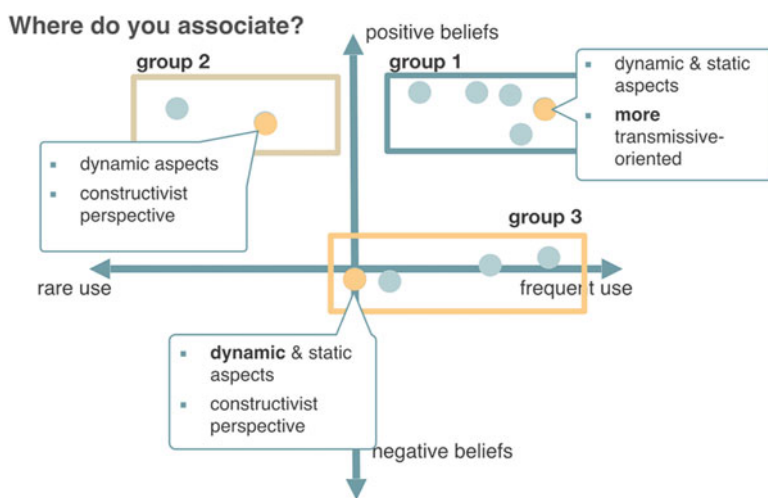 Where do you associate?
positive beliefs
group 2
group 1
▪ dynamic & static
aspects
▪ more
transmissive-
oriented
▪ dynamic aspects
▪ constructivist
perspective
group 3
rare use
frequent use
▪ dynamic & static
aspects
▪ constructivist
perspective
negative beliefs